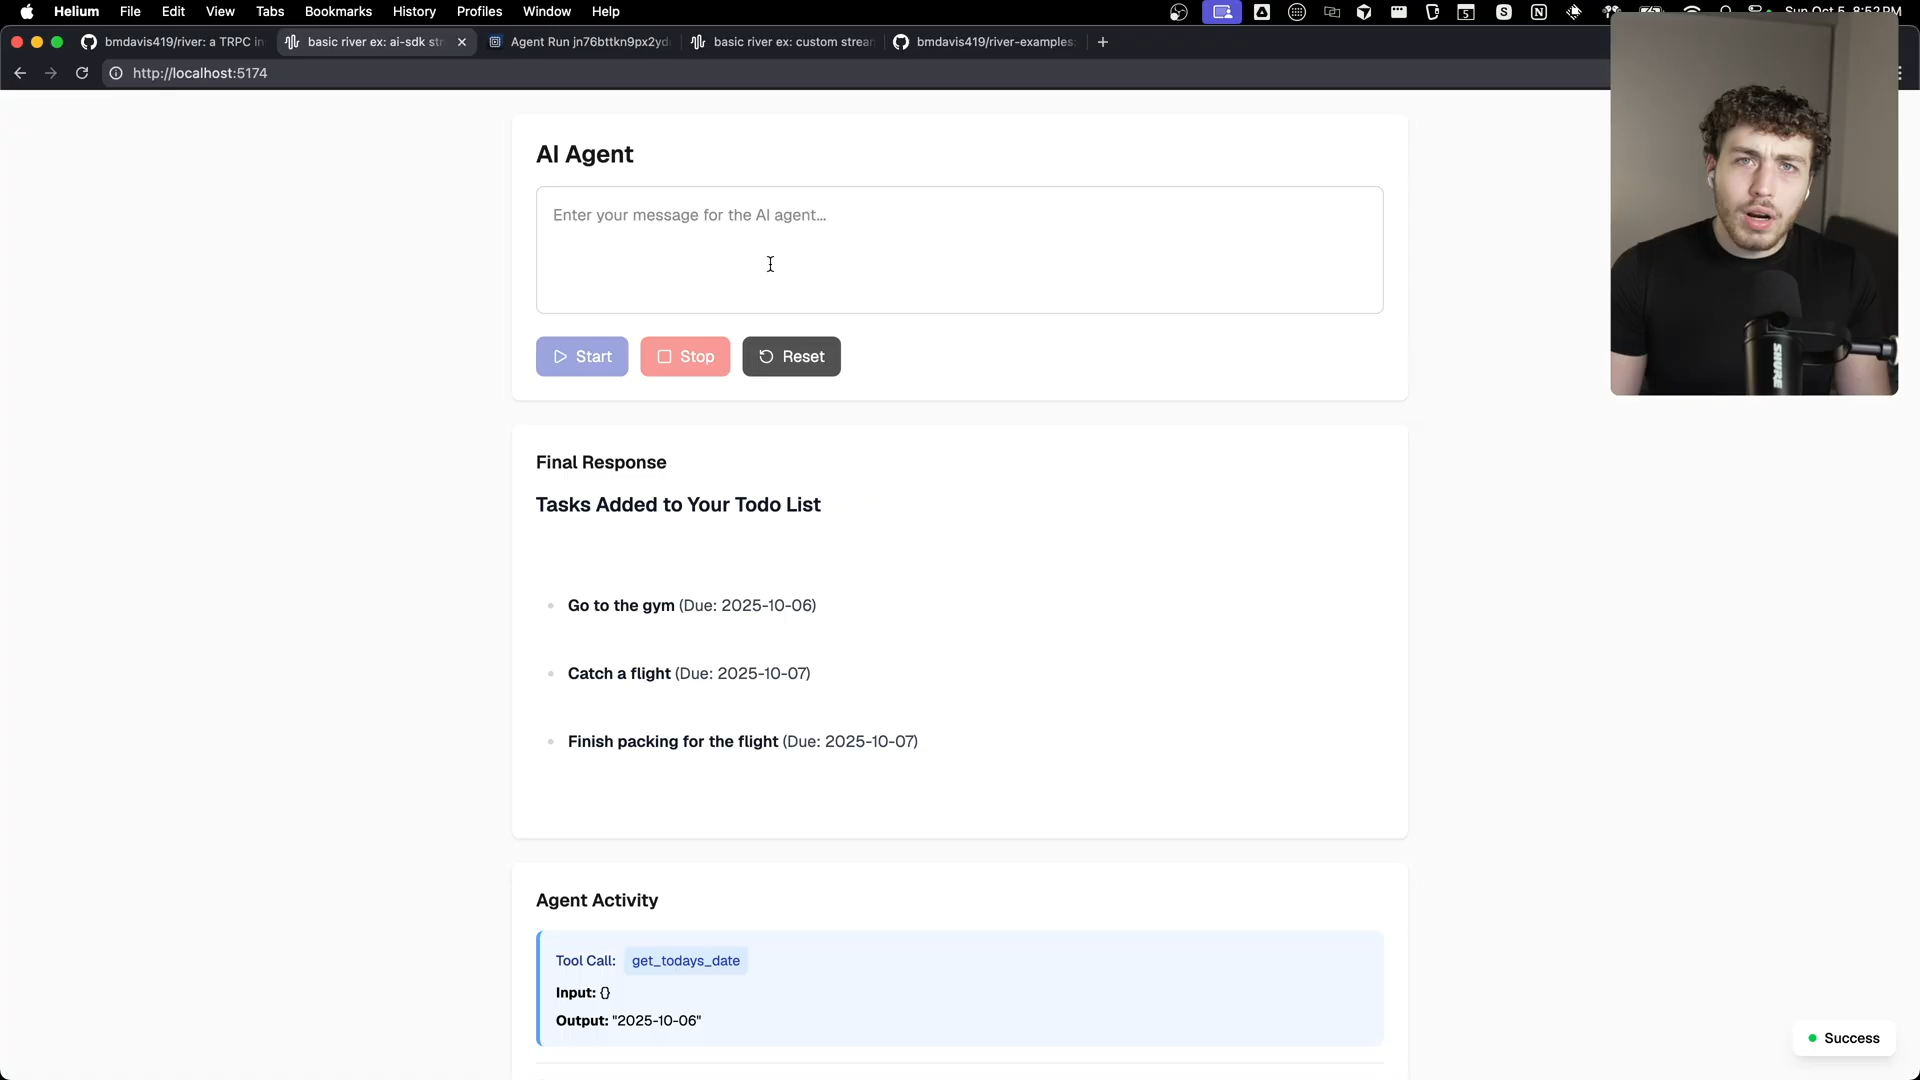 Helium File Edit View Tabs Bookmarks History Profiles Window Help
bmdavis419/river: a TRPC in
basic river ex: ai-sdk str
Agent Run jn76bttkn9px2yd
basic river ex: custom strear
bmdavis419/river-examples:
http://localhost:5174
AI Agent
Enter your message for the AI agent...
Start
Stop
Reset
Final Response
Tasks Added to Your Todo List
Go to the gym (Due: 2025-10-06)
Catch a flight (Due: 2025-10-07)
Finish packing for the flight (Due: 2025-10-07)
Agent Activity
Tool Call: get_todays_date
Input: {}
Output: "2025-10-06"
Success
SHURE